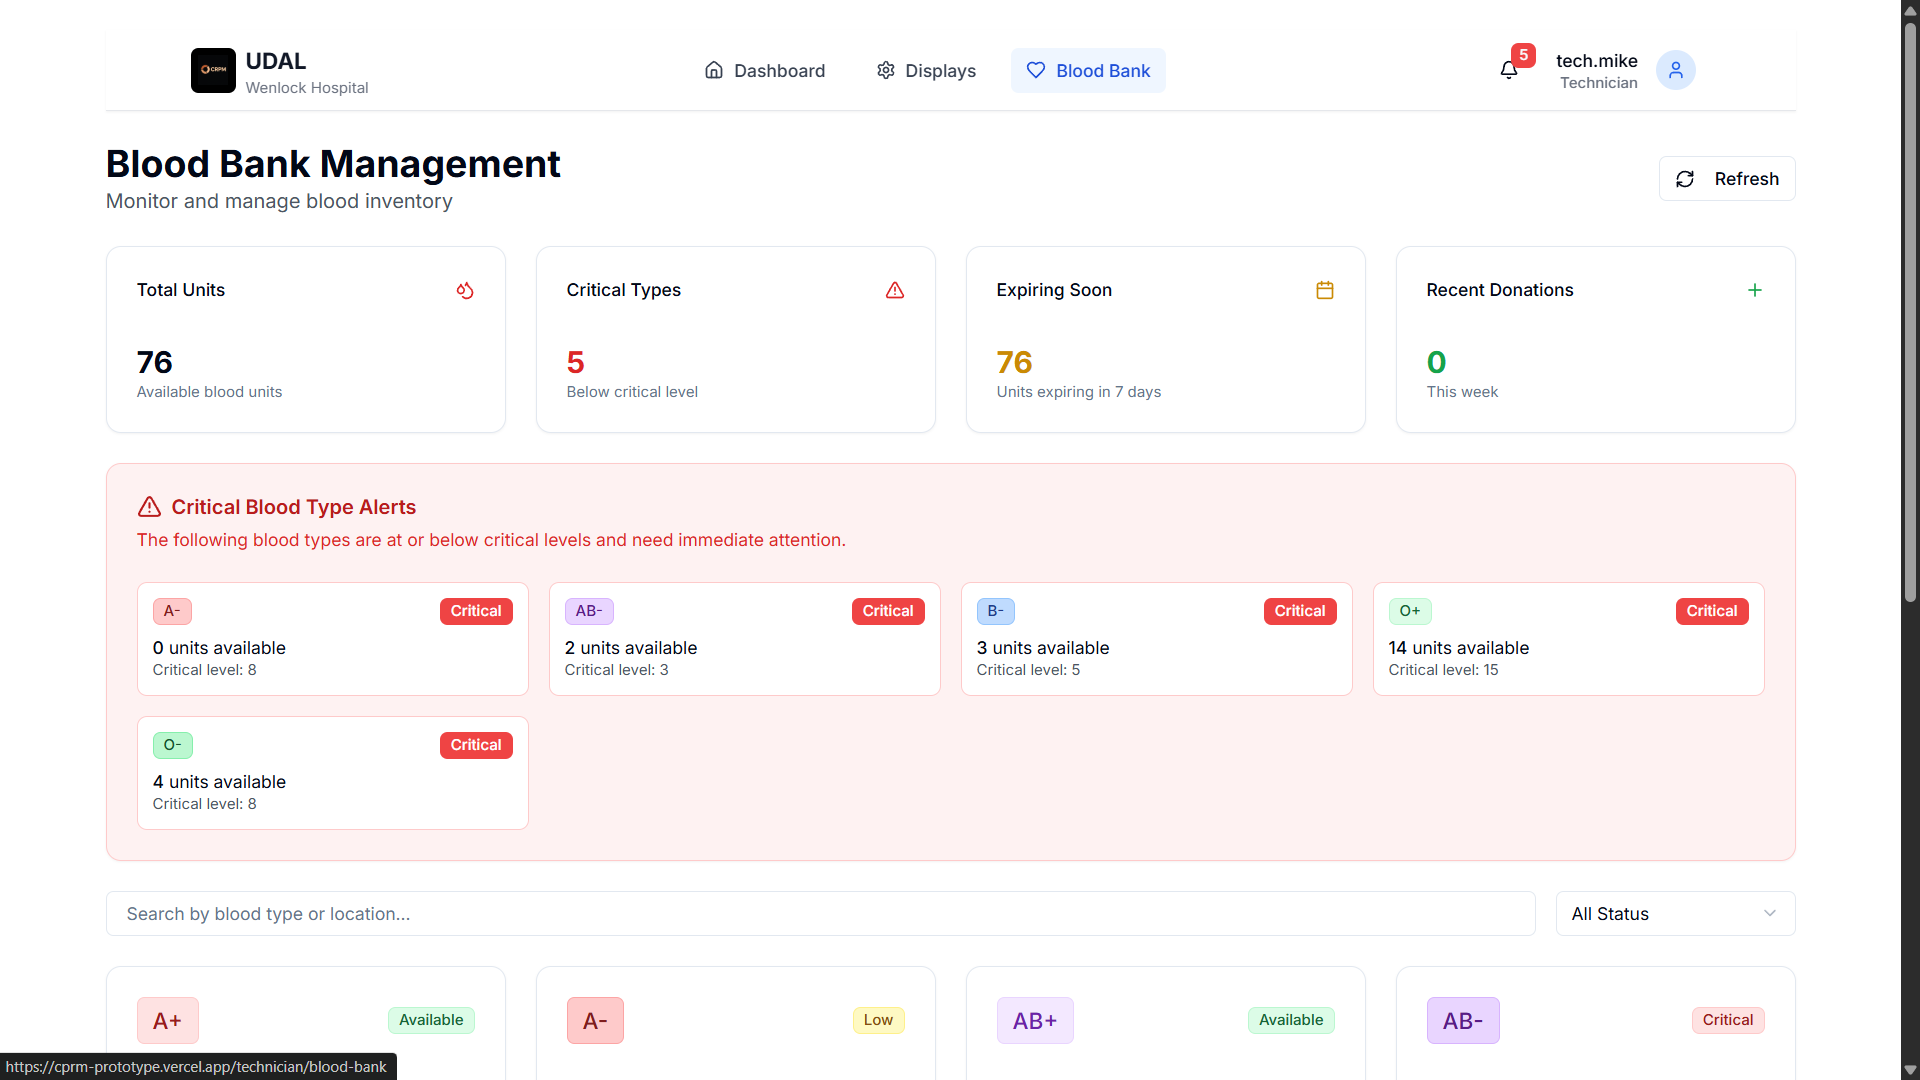 CRPM
UDAL
Wenlock Hospital
Dashboard
Displays
Blood Bank
5
tech.mike
Technician
Blood Bank Management
Monitor and manage blood inventory
Refresh
Total Units
76
Available blood units
Critical Types
5
Below critical level
Expiring Soon
76
Units expiring in 7 days
Recent Donations
0
This week
Critical Blood Type Alerts
The following blood types are at or below critical levels and need immediate attention.
A-
Critical
0 units available
Critical level: 8
AB-
Critical
2 units available
Critical level: 3
B-
Critical
3 units available
Critical level: 5
O+
Critical
14 units available
Critical level: 15
O-
Critical
4 units available
Critical level: 8
Search by blood type or location...
All Status
A+
Available
A-
Low
AB+
Available
AB-
Critical
https://cprm-prototype.vercel.app/technician/blood-bank